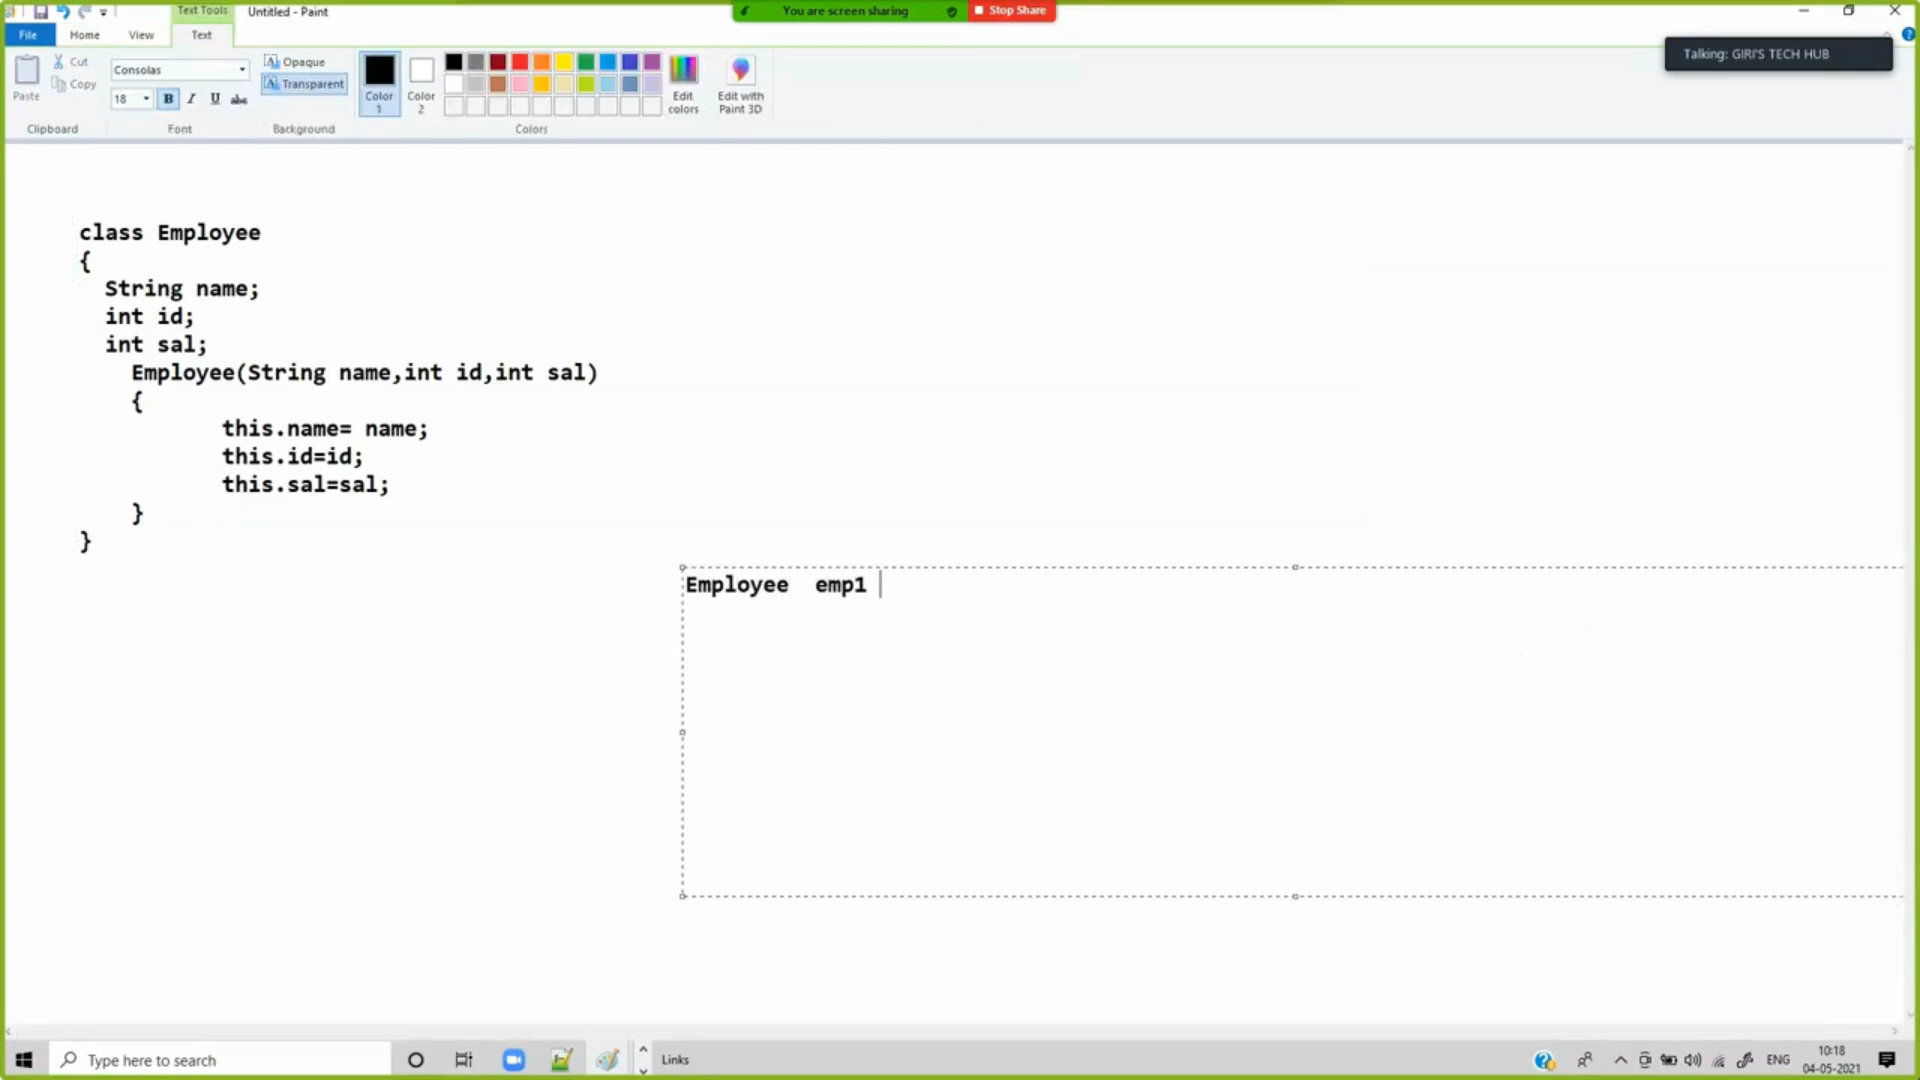 Text Tools Untitled - Paint
You are screen sharing Stop Share
File Home View Text
Talking: GIRI'S TECH HUB
Paste
Cut
Copy
Clipboard
Consolas
18 B I U abc
Font
Opaque
Transparent
Background
Color 1
Color 2
Edit colors
Edit with Paint 3D
Colors
class Employee
{
String name;
int id;
int sal;
Employee(String name,int id,int sal)
{
this.name= name;
this.id=id;
this.sal=sal;
}
}
Employee emp1
Type here to search
Links
ENG
10:18
04-05-2021